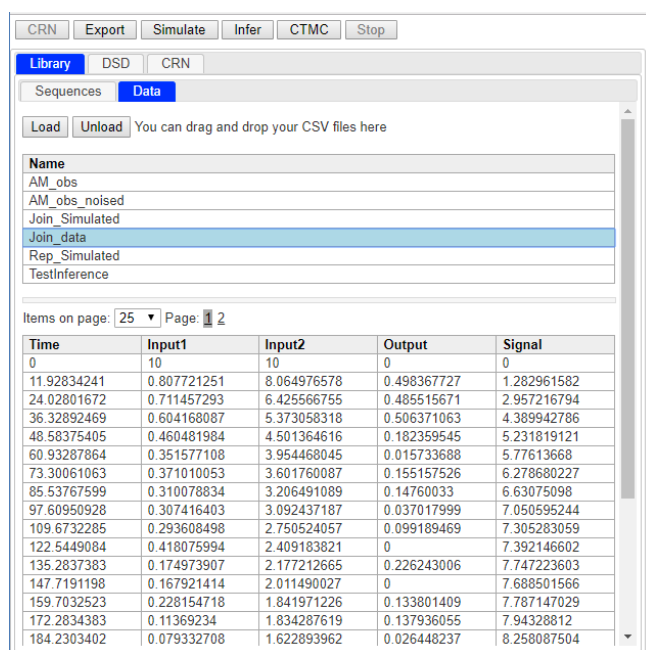 CRN Export Simulate Infer CTMC Stop
Library DSD CRN
Sequences Data
Load Unload You can drag and drop your CSV files here
Name
AM_obs
AM_obs_noised
Join_Simulated
Join_data
Rep_Simulated
TestInference
Items on page: 25 Page: 1 2
Time Input1 Input2 Output Signal
0 10 10 0 0
11.92834241 0.807721251 8.064976578 0.498367727 1.282961582
24.02801672 0.711457293 6.425566755 0.485515671 2.957216794
36.32892469 0.604168087 5.373058318 0.506371063 4.389942786
48.58375405 0.460481984 4.501364616 0.182359545 5.231819121
60.93287864 0.351577108 3.954468045 0.015733688 5.77613668
73.30061063 0.371010053 3.601760087 0.155157526 6.278680227
85.53767599 0.310078834 3.206491089 0.14760033 6.63075098
97.60950928 0.307416403 3.092437187 0.037017999 7.050595244
109.6732285 0.293608498 2.750524057 0.099189469 7.305283059
122.5449084 0.418075994 2.409183821 0 7.392146602
135.2837383 0.174973907 2.177212665 0.226243006 7.747223603
147.7191198 0.167921414 2.011490027 0 7.688501566
159.7032523 0.228154718 1.841971226 0.133801409 7.787147029
172.2834383 0.11369234 1.834287619 0.137936055 7.94328812
184.2303402 0.079332708 1.622893962 0.026448237 8.258087504